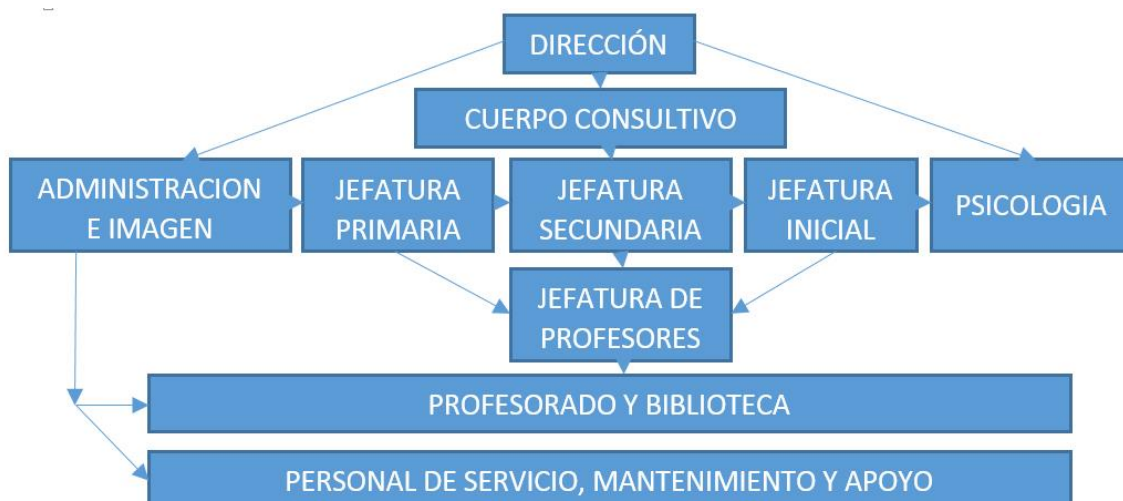 DIRECCIÓN
CUERPO CONSULTIVO
ADMINISTRACION
E IMAGEN
JEFATURA
PRIMARIA
JEFATURA
SECUNDARIA
JEFATURA
INICIAL
PSICOLOGIA
JEFATURA DE
PROFESORES
PROFESORADO Y BIBLIOTECA
PERSONAL DE SERVICIO, MANTENIMIENTO Y APOYO